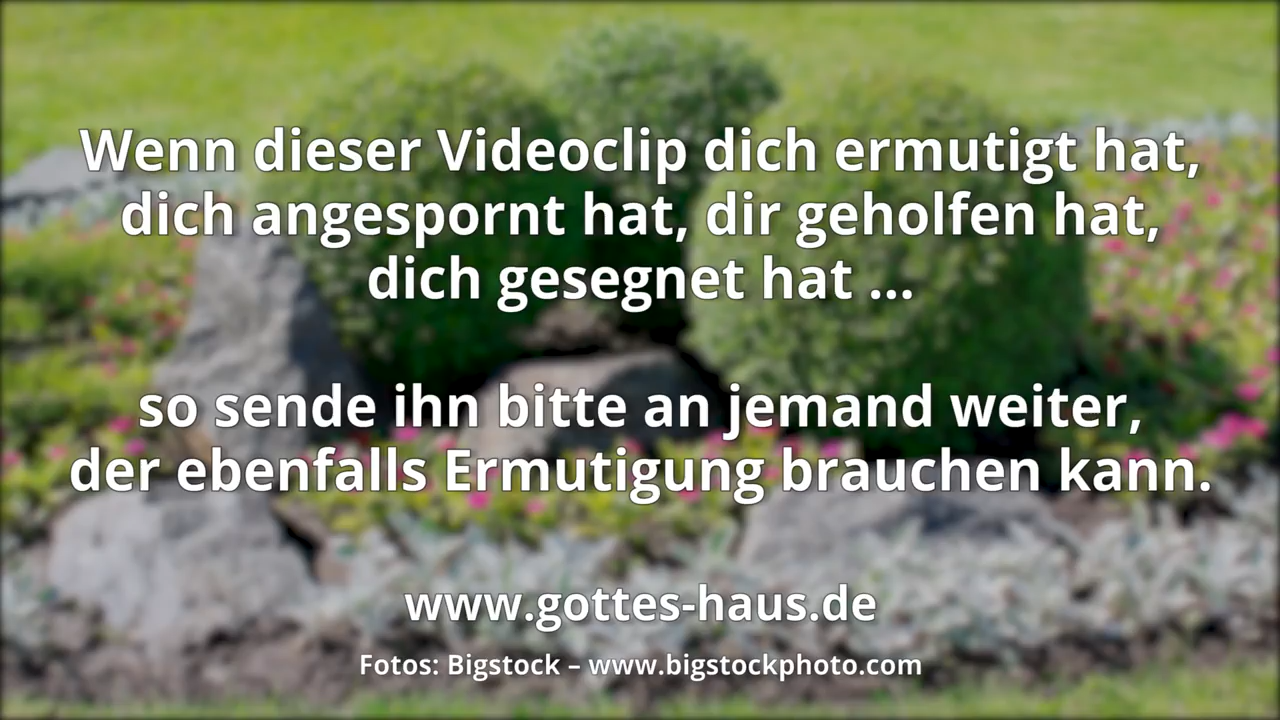 Wenn dieser Videoclip dich ermutigt hat,
dich angespornt hat, dir geholfen hat,
dich gesegnet hat ...
so sende ihn bitte an jemand weiter,
der ebenfalls Ermutigung brauchen kann.
www.gottes-haus.de
Fotos: Bigstock – www.bigstockphoto.com